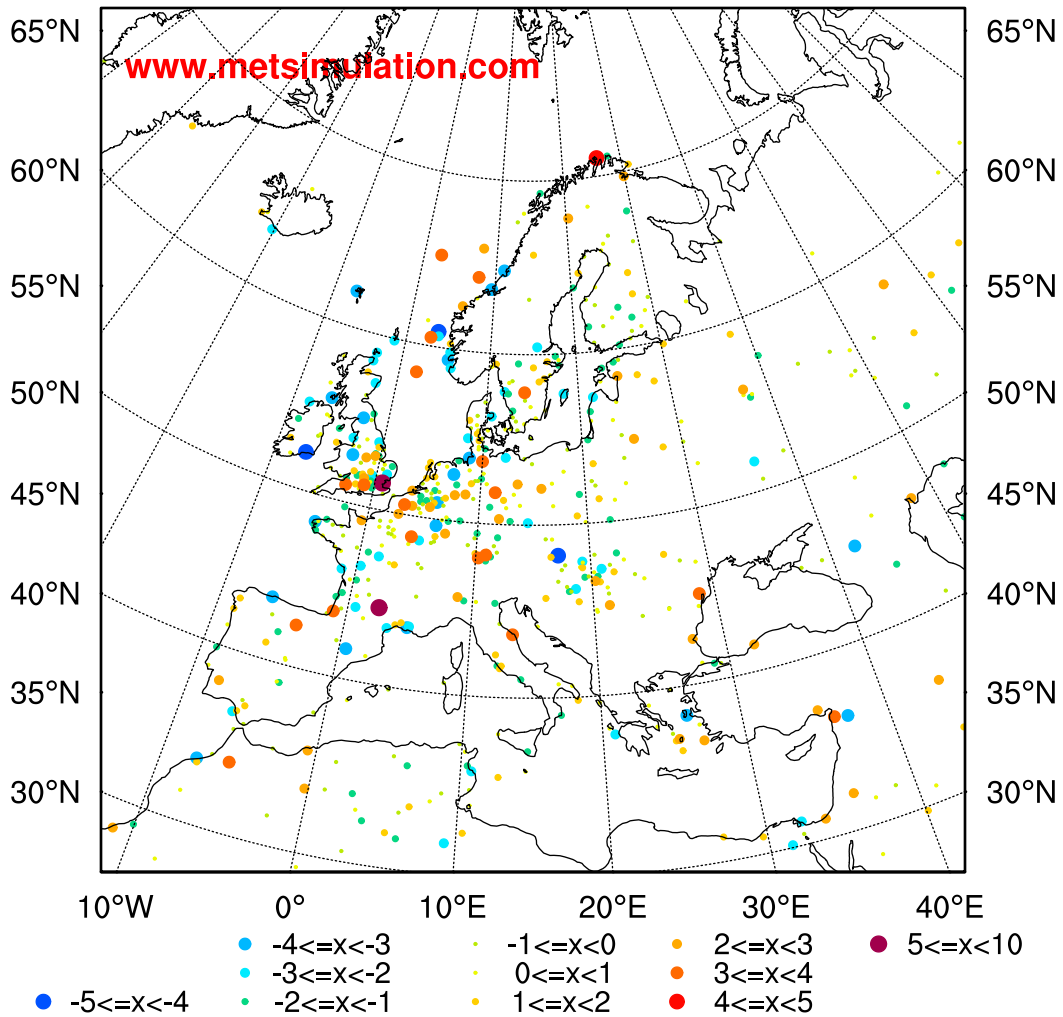 65°N 65°N
www.metsimulation.com
60°N 60°N
55°N 55°N
50°N 50°N
45°N 45°N
40°N 40°N
35°N 35°N
30°N 30°N
10°W 0° 10°E 20°E 30°E 40°E
-4<=x<-3 -1<=x<0 2<=x<3 5<=x<10
-3<=x<-2 0<=x<1 3<=x<4
-5<=x<-4 -2<=x<-1 1<=x<2 4<=x<5